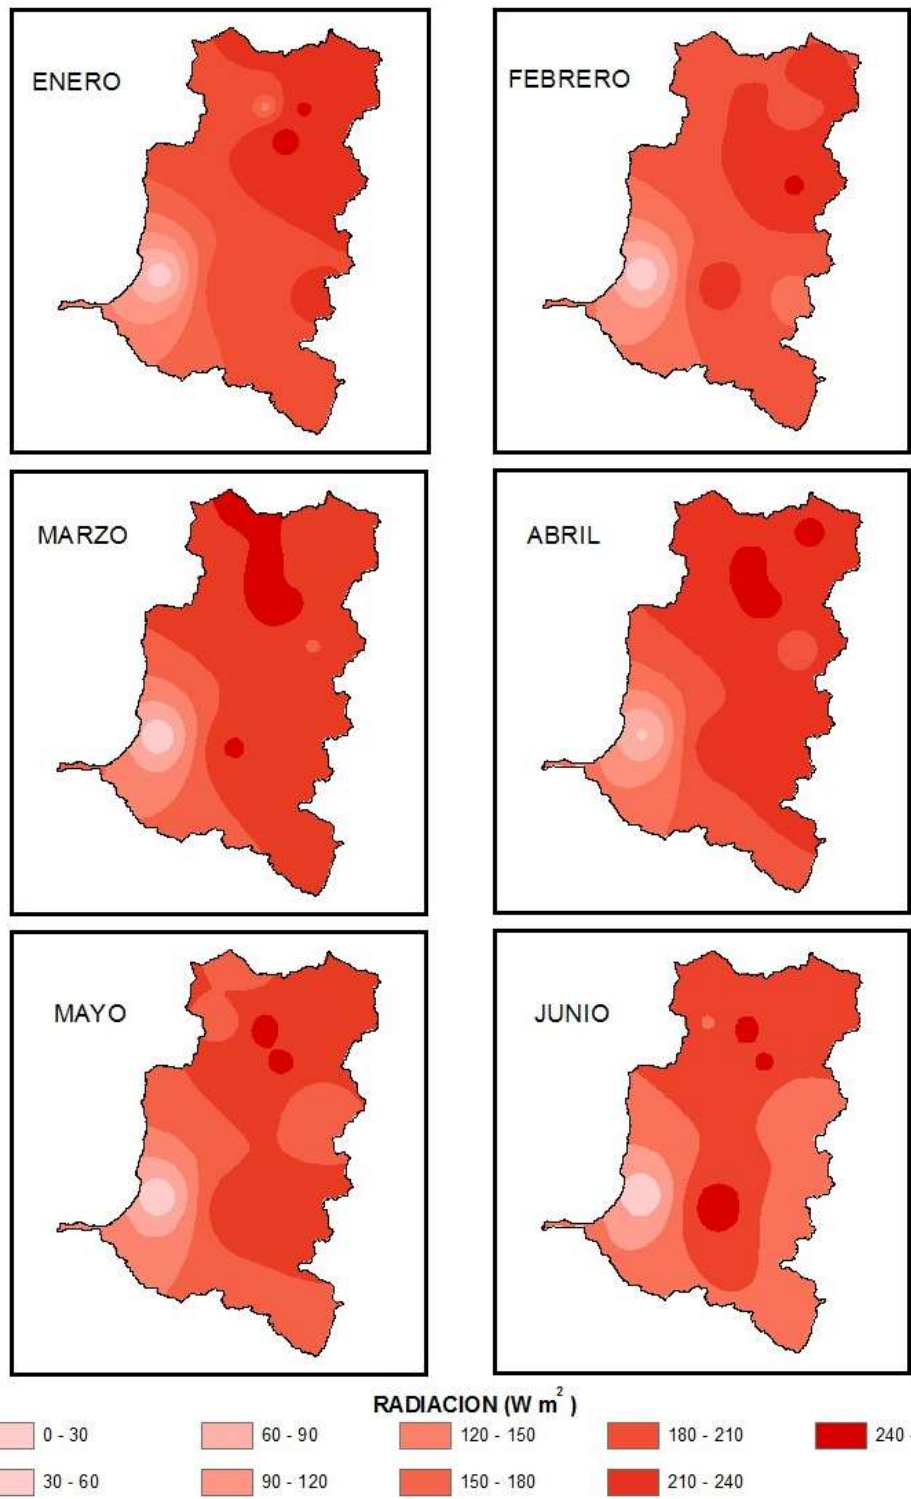 ENERO
FEBRERO
MARZO
ABRIL
MAYO
JUNIO
RADIACION (W m²)
0 - 30
60 - 90
120 - 150
180 - 210
240 -
30 - 60
90 - 120
150 - 180
210 - 240